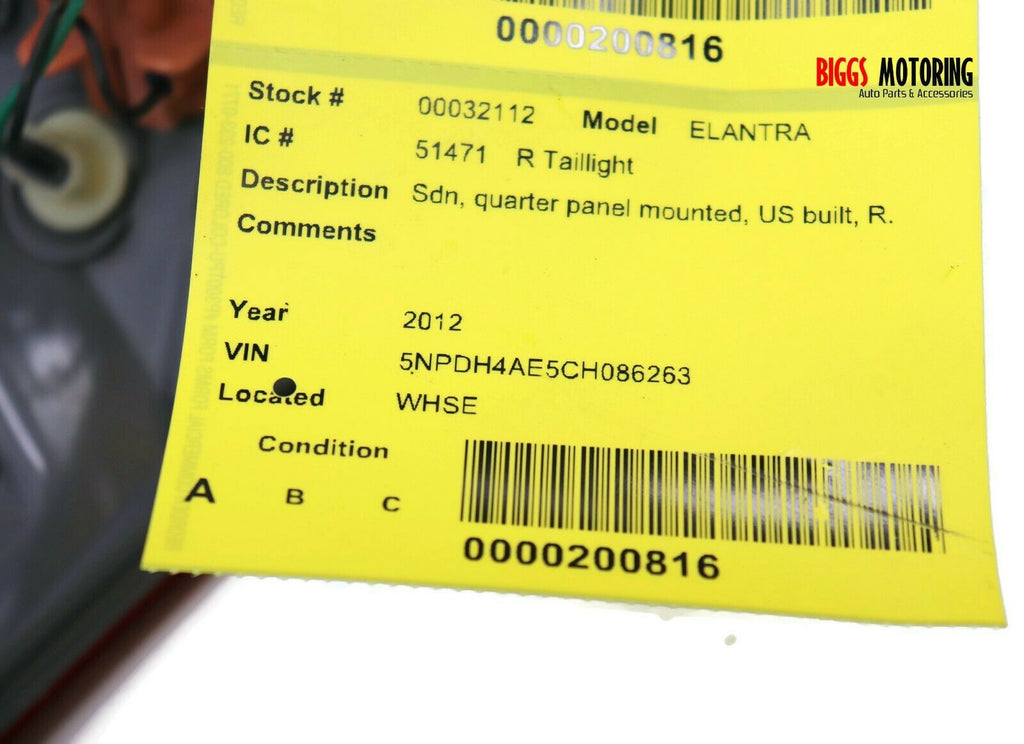 0000200816
BIGGS MOTORING
Auto Parts & Accessories
Stock # 00032112 Model ELANTRA
IC # 51471 R Taillight
Description Sdn, quarter panel mounted, US built, R.
Comments
Year 2012
VIN 5NPDH4AE5CH086263
Located WHSE
Condition
A B C
0000200816